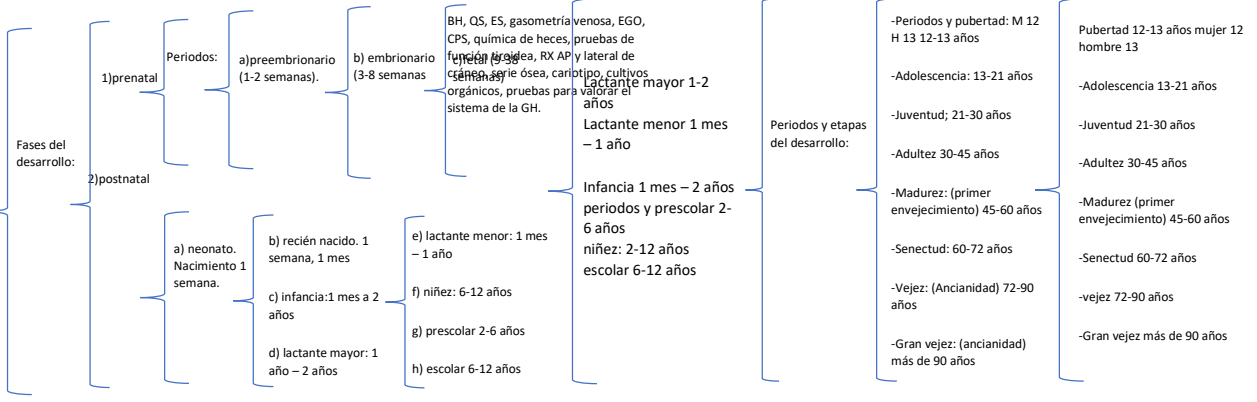 Fases del
desarrollo:
1)prenatal
2)postnatal
Periodos:
a)preembrionario
(1-2 semanas).
b) embrionario
(3-8 semanas
c)fetal (9-38
semanas)
BH, QS, ES, gasometría venosa, EGO,
CPS, química de heces, pruebas de
función tiroidea, RX AP y lateral de
cráneo, serie ósea, cariotipo, cultivos
orgánicos, pruebas para valorar el
sistema de la GH.
a) neonato.
Nacimiento 1
semana.
b) recién nacido. 1
semana, 1 mes
c) infancia:1 mes a 2
años
d) lactante mayor: 1
año – 2 años
e) lactante menor: 1 mes
– 1 año
f) niñez: 6-12 años
g) prescolar 2-6 años
h) escolar 6-12 años
Lactante mayor 1-2
años
Lactante menor 1 mes
– 1 año
Infancia 1 mes – 2 años
periodos y prescolar 2-
6 años
niñez: 2-12 años
escolar 6-12 años
Periodos y etapas
del desarrollo:
-Periodos y pubertad: M 12
H 13 12-13 años
-Adolescencia: 13-21 años
-Juventud; 21-30 años
-Adultez 30-45 años
-Madurez: (primer
envejecimiento) 45-60 años
-Senectud: 60-72 años
-Vejez: (Ancianidad) 72-90
años
-Gran vejez: (ancianidad)
más de 90 años
Pubertad 12-13 años mujer 12
hombre 13
-Adolescencia 13-21 años
-Juventud 21-30 años
-Adultez 30-45 años
-Madurez (primer
envejecimiento) 45-60 años
-Senectud 60-72 años
-vejez 72-90 años
-Gran vejez más de 90 años